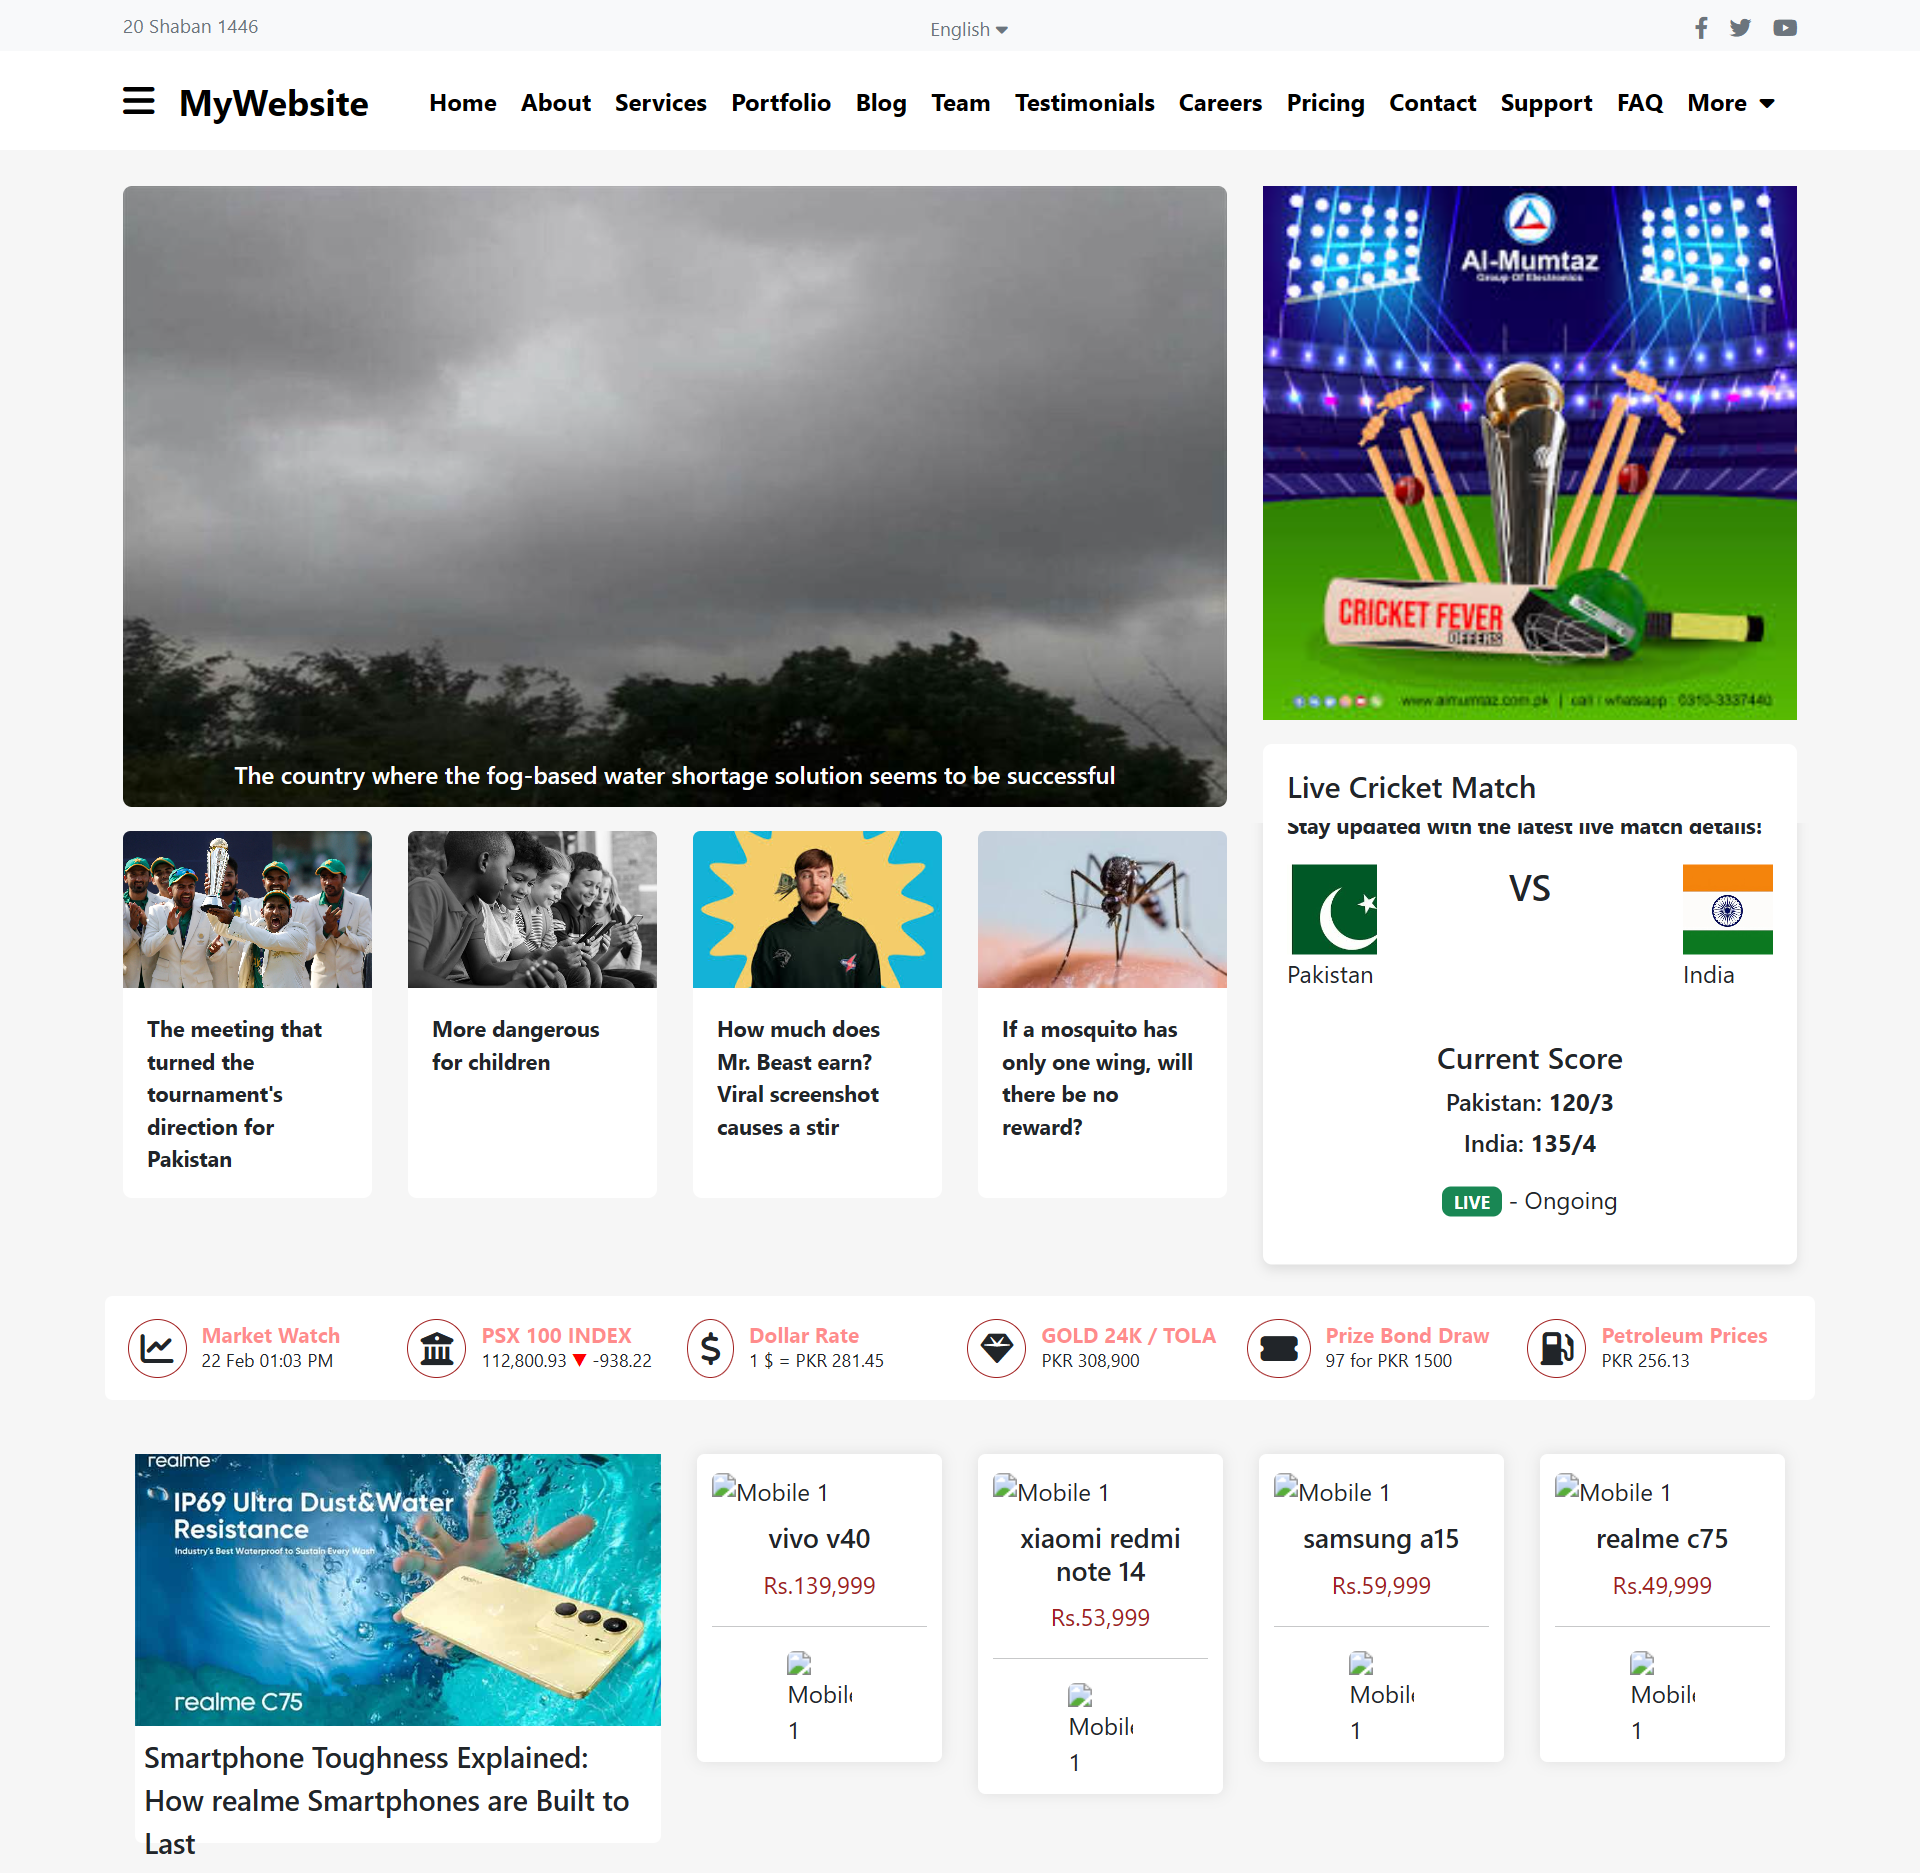 20 Shaban 1446
English
MyWebsite
Home About Services Portfolio Blog Team Testimonials Careers Pricing Contact Support FAQ More
The country where the fog-based water shortage solution seems to be successful
Al-Mumtaz
Group Of Electronics
CRICKET FEVER
OFFERS
www.almumtaz.com.pk | call / whatsapp : 0310-3337440
The meeting that
turned the
tournament's
direction for
Pakistan
More dangerous
for children
How much does
Mr. Beast earn?
Viral screenshot
causes a stir
If a mosquito has
only one wing, will
there be no
reward?
Live Cricket Match
Stay updated with the latest live match details!
VS
Pakistan
India
Current Score
Pakistan: 120/3
India: 135/4
LIVE - Ongoing
Market Watch
22 Feb 01:03 PM
PSX 100 INDEX
112,800.93 ▼ -938.22
Dollar Rate
1 $ = PKR 281.45
GOLD 24K / TOLA
PKR 308,900
Prize Bond Draw
97 for PKR 1500
Petroleum Prices
PKR 256.13
realme
IP69 Ultra Dust&Water
Resistance
Industry's Best Waterproof to Sustain Every Wash
realme C75
Smartphone Toughness Explained:
How realme Smartphones are Built to
Last
Mobile 1
vivo v40
Rs.139,999
Mobile
1
Mobile 1
xiaomi redmi
note 14
Rs.53,999
Mobile
1
Mobile 1
samsung a15
Rs.59,999
Mobile
1
Mobile 1
realme c75
Rs.49,999
Mobile
1